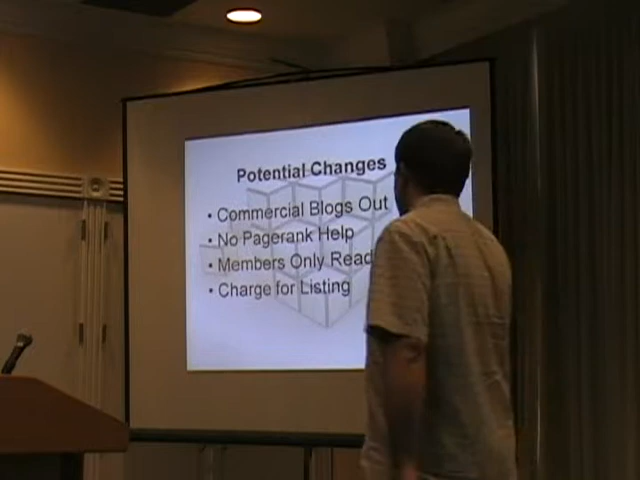 Potential Changes
• Commercial Blogs Out
• No Pagerank Help
• Members Only Read
• Charge for Listing